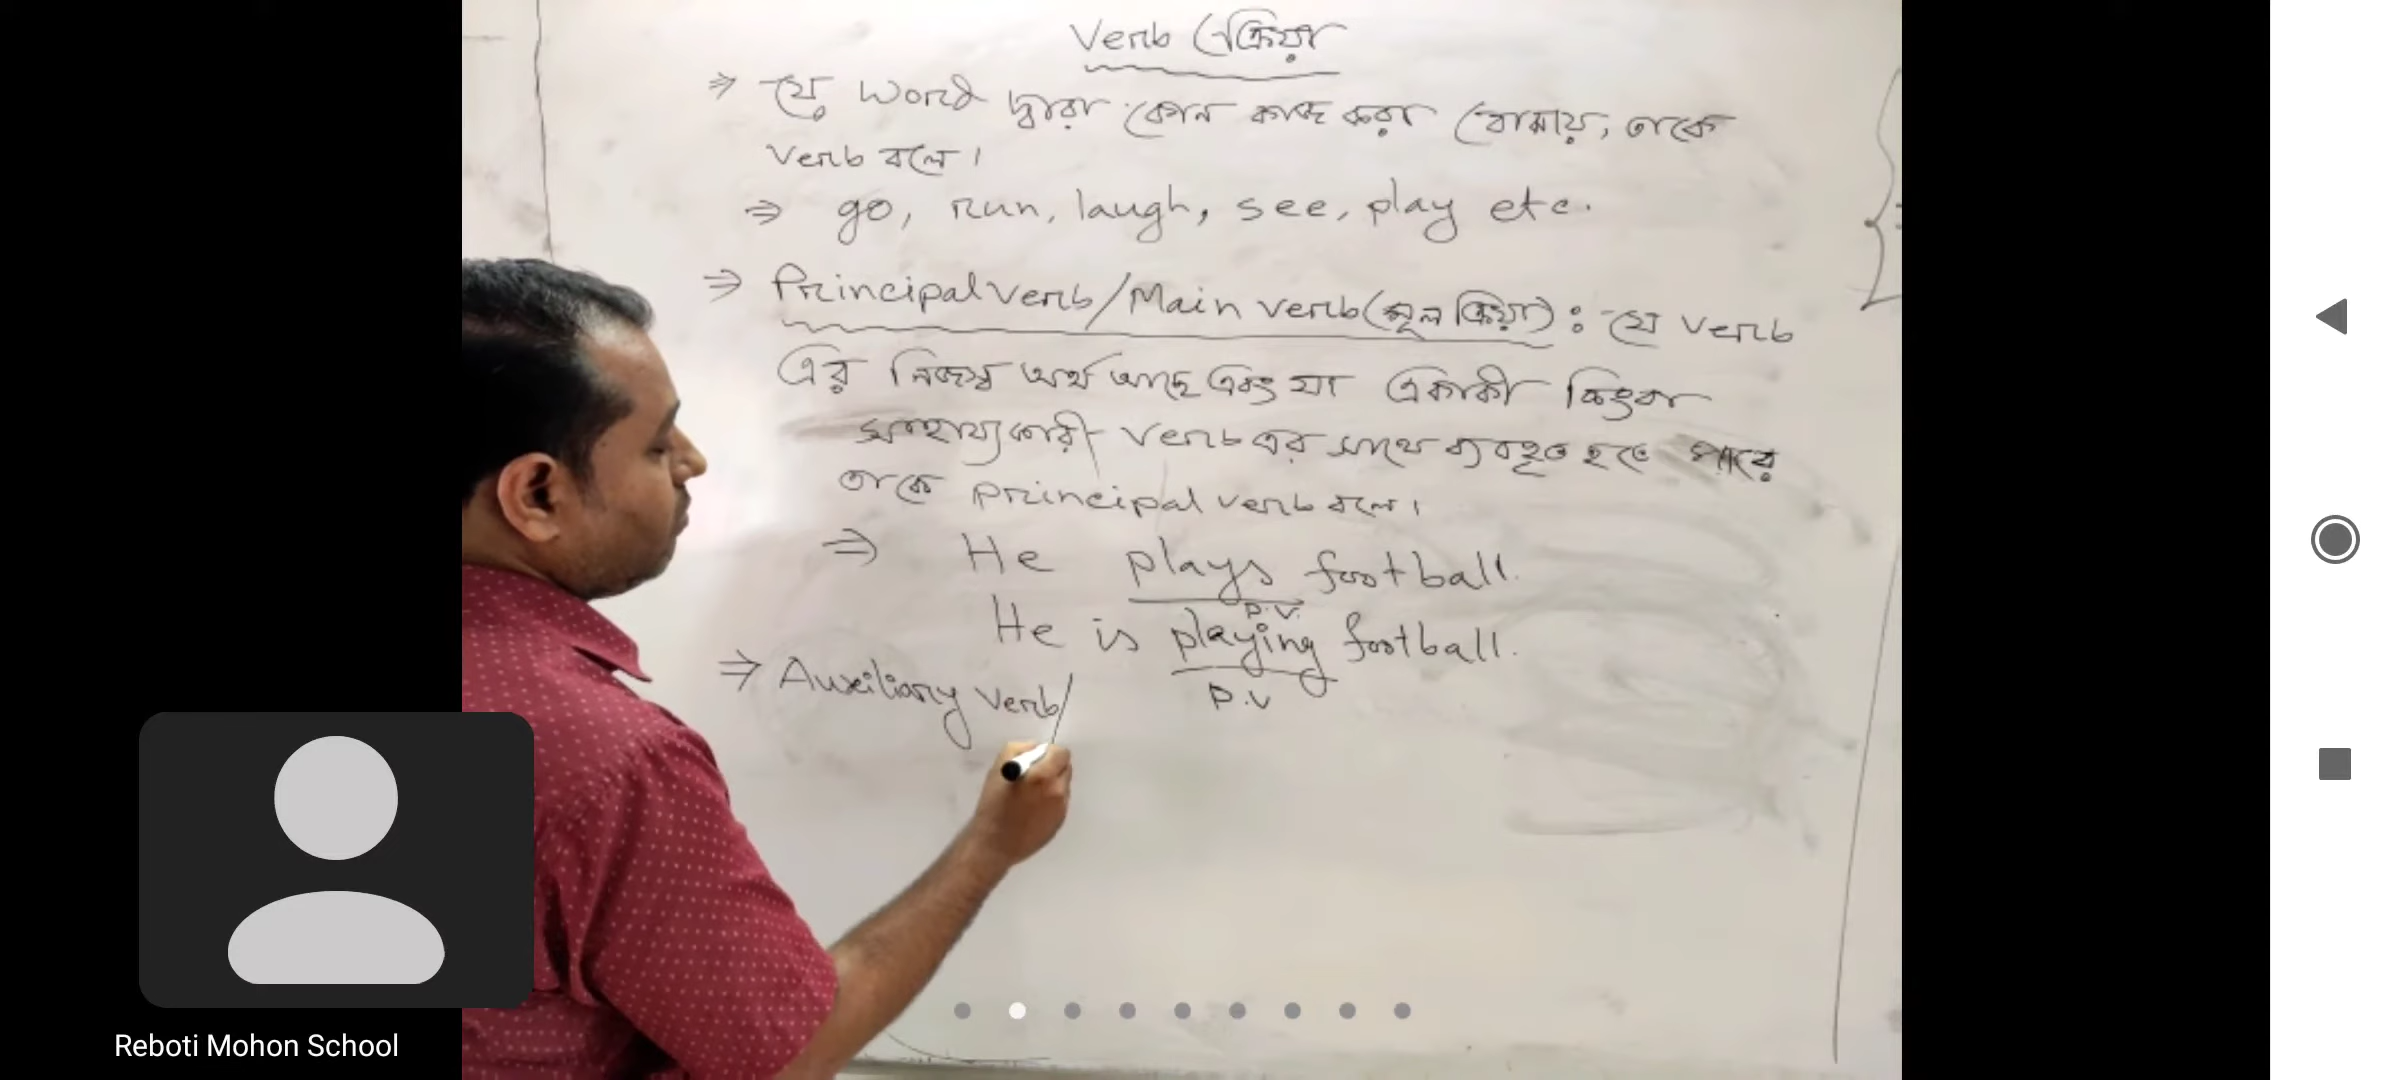 Verb (ক্রিয়া
⇒ যে Word দ্বারা কোন কাজ করা বোঝায়, তাকে
Verb বলে।
⇒ go, run, laugh, see, play etc.
⇒ Principal Verb/Main Verb (মূল ক্রিয়া) : যে Verb
এর নিজস্ব অর্থ আছে এবং যা একাকী কিংবা
সাহায্যকারী Verb এর সাথে ব্যবহৃত হতে পারে
তাকে Principal Verb বলে।
⇒ He plays football.
P.V.
He is playing football.
P.V
⇒ Auxiliary Verb/
Reboti Mohon School